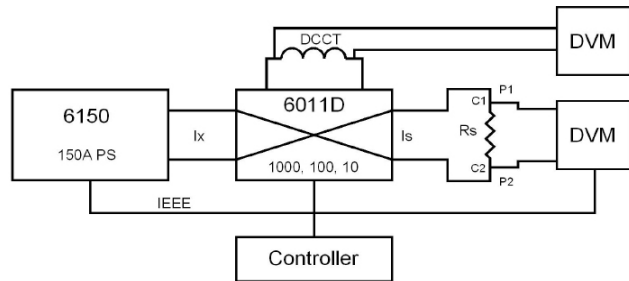 DCCT
DVM
6150
150A PS
Ix
6011D
1000, 100, 10
Is
C1
P1
Rs
C2
P2
DVM
IEEE
Controller